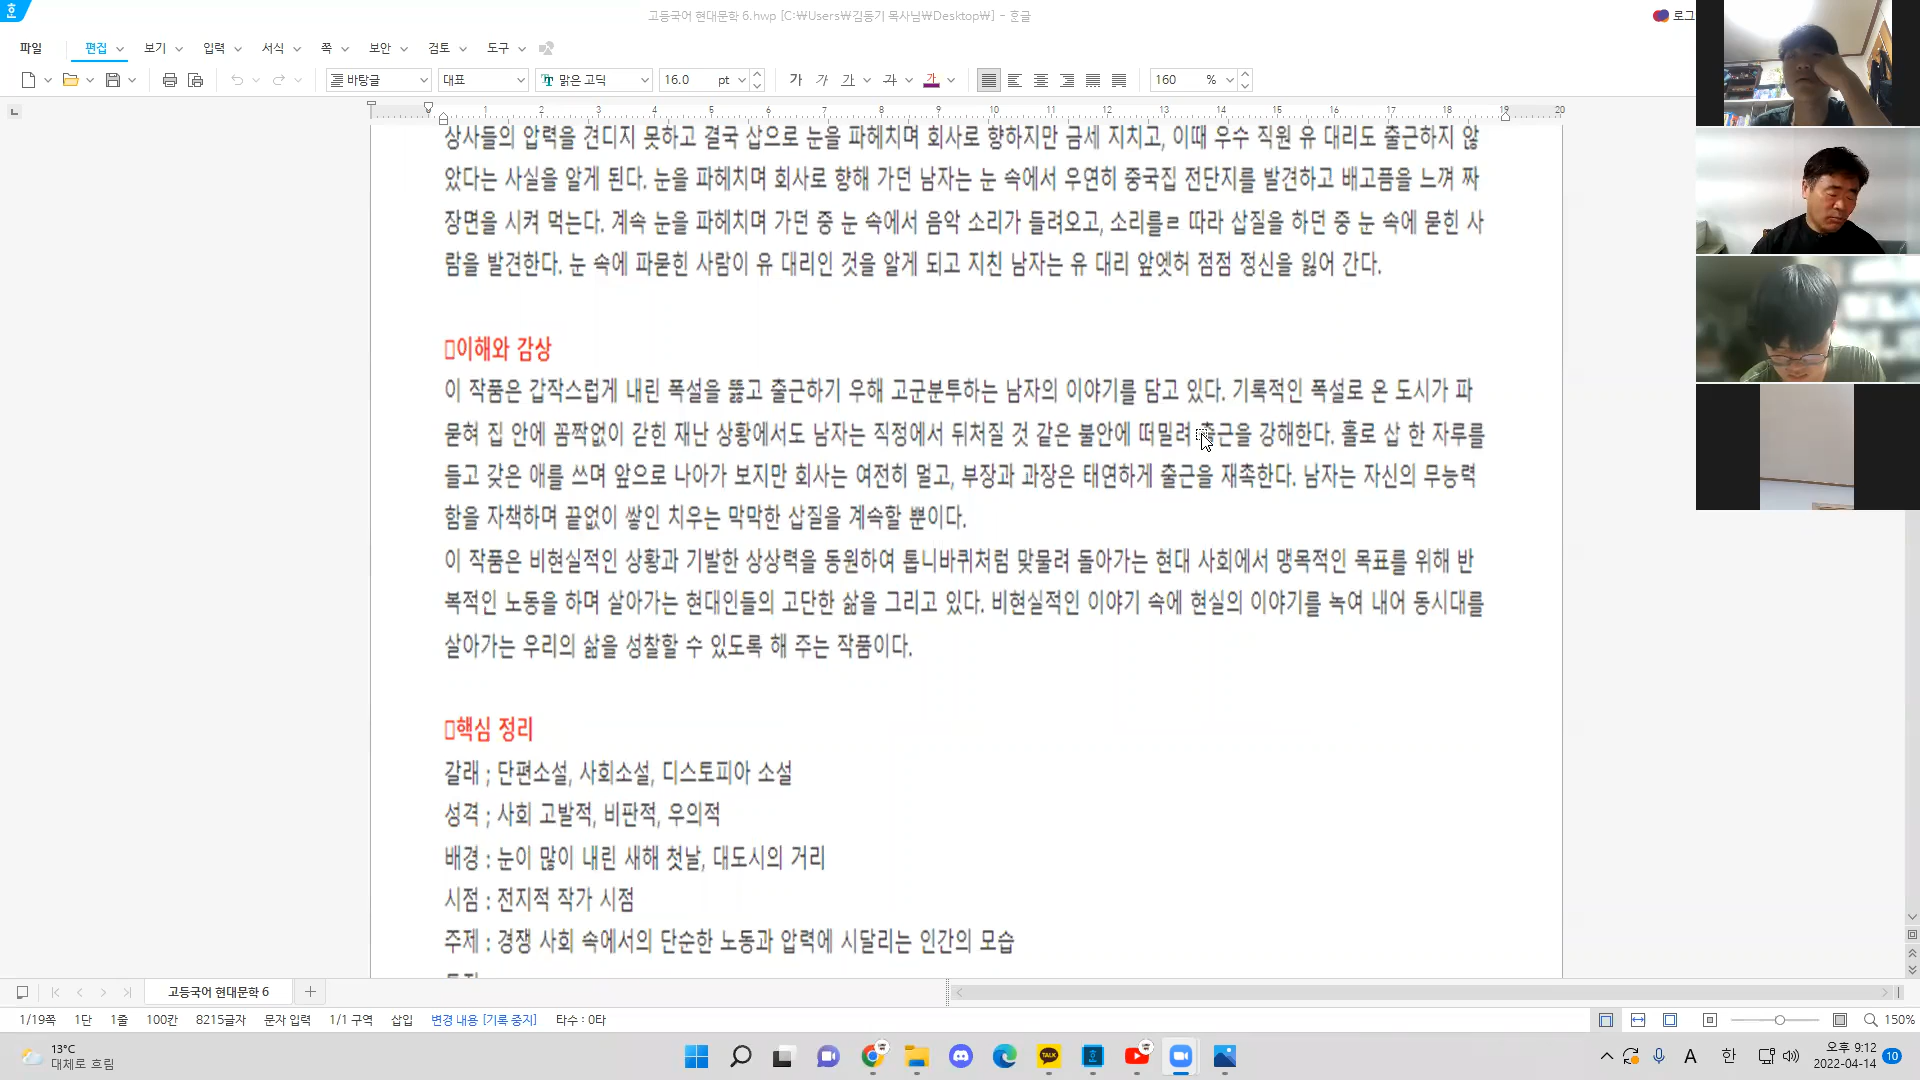 고등국어 현대문학 6.hwp [C:₩Users₩김동기 목사님₩Desktop₩] - 훈글
로그
파일 편집 보기 입력 서식 쪽 보안 검토 도구
바탕글 대표 맑은 고딕 16.0 pt 가 가 가 가 가 160 %
1 2 3 4 5 6 7 8 9 10 11 12 13 14 15 16 17 18 19 20
상사들의 압력을 견디지 못하고 결국 삽으로 눈을 파헤치며 회사로 향하지만 금세 지치고, 이때 우수 직원 유 대리도 출근하지 않
았다는 사실을 알게 된다. 눈을 파헤치며 회사로 향해 가던 남자는 눈 속에서 우연히 중국집 전단지를 발견하고 배고픔을 느껴 짜
장면을 시켜 먹는다. 계속 눈을 파헤치며 가던 중 눈 속에서 음악 소리가 들려오고, 소리를ㄹ 따라 삽질을 하던 중 눈 속에 묻힌 사
람을 발견한다. 눈 속에 파묻힌 사람이 유 대리인 것을 알게 되고 지친 남자는 유 대리 앞엣허 점점 정신을 잃어 간다.
이해와 감상
이 작품은 갑작스럽게 내린 폭설을 뚫고 출근하기 우해 고군분투하는 남자의 이야기를 담고 있다. 기록적인 폭설로 온 도시가 파
묻혀 집 안에 꼼짝없이 갇힌 재난 상황에서도 남자는 직정에서 뒤처질 것 같은 불안에 떠밀려 출근을 강해한다. 홀로 삽 한 자루를
들고 갖은 애를 쓰며 앞으로 나아가 보지만 회사는 여전히 멀고, 부장과 과장은 태연하게 출근을 재촉한다. 남자는 자신의 무능력
함을 자책하며 끝없이 쌓인 치우는 막막한 삽질을 계속할 뿐이다.
이 작품은 비현실적인 상황과 기발한 상상력을 동원하여 톱니바퀴처럼 맞물려 돌아가는 현대 사회에서 맹목적인 목표를 위해 반
복적인 노동을 하며 살아가는 현대인들의 고단한 삶을 그리고 있다. 비현실적인 이야기 속에 현실의 이야기를 녹여 내어 동시대를
살아가는 우리의 삶을 성찰할 수 있도록 해 주는 작품이다.
핵심 정리
갈래 ; 단편소설, 사회소설, 디스토피아 소설
성격 ; 사회 고발적, 비판적, 우의적
배경 : 눈이 많이 내린 새해 첫날, 대도시의 거리
시점 : 전지적 작가 시점
주제 : 경쟁 사회 속에서의 단순한 노동과 압력에 시달리는 인간의 모습
고등국어 현대문학 6
1/19쪽 1단 1줄 100칸 8215글자 문자 입력 1/1 구역 삽입 변경 내용 [기록 중지] 타수 : 0타 150%
13°C
대체로 흐림
TALK
A 한
오후 9:12
2022-04-14
10